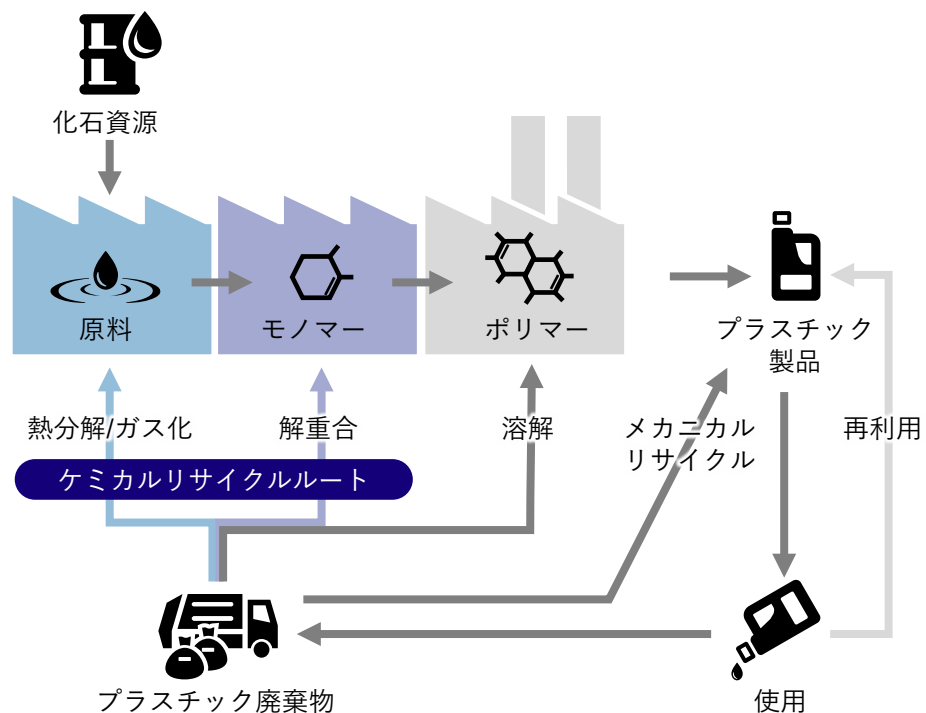 化石資源
原料
モノマー
ポリマー
プラスチック
製品
熱分解/ガス化
解重合
溶解
メカニカル
リサイクル
再利用
ケミカルリサイクルルート
プラスチック廃棄物
使用